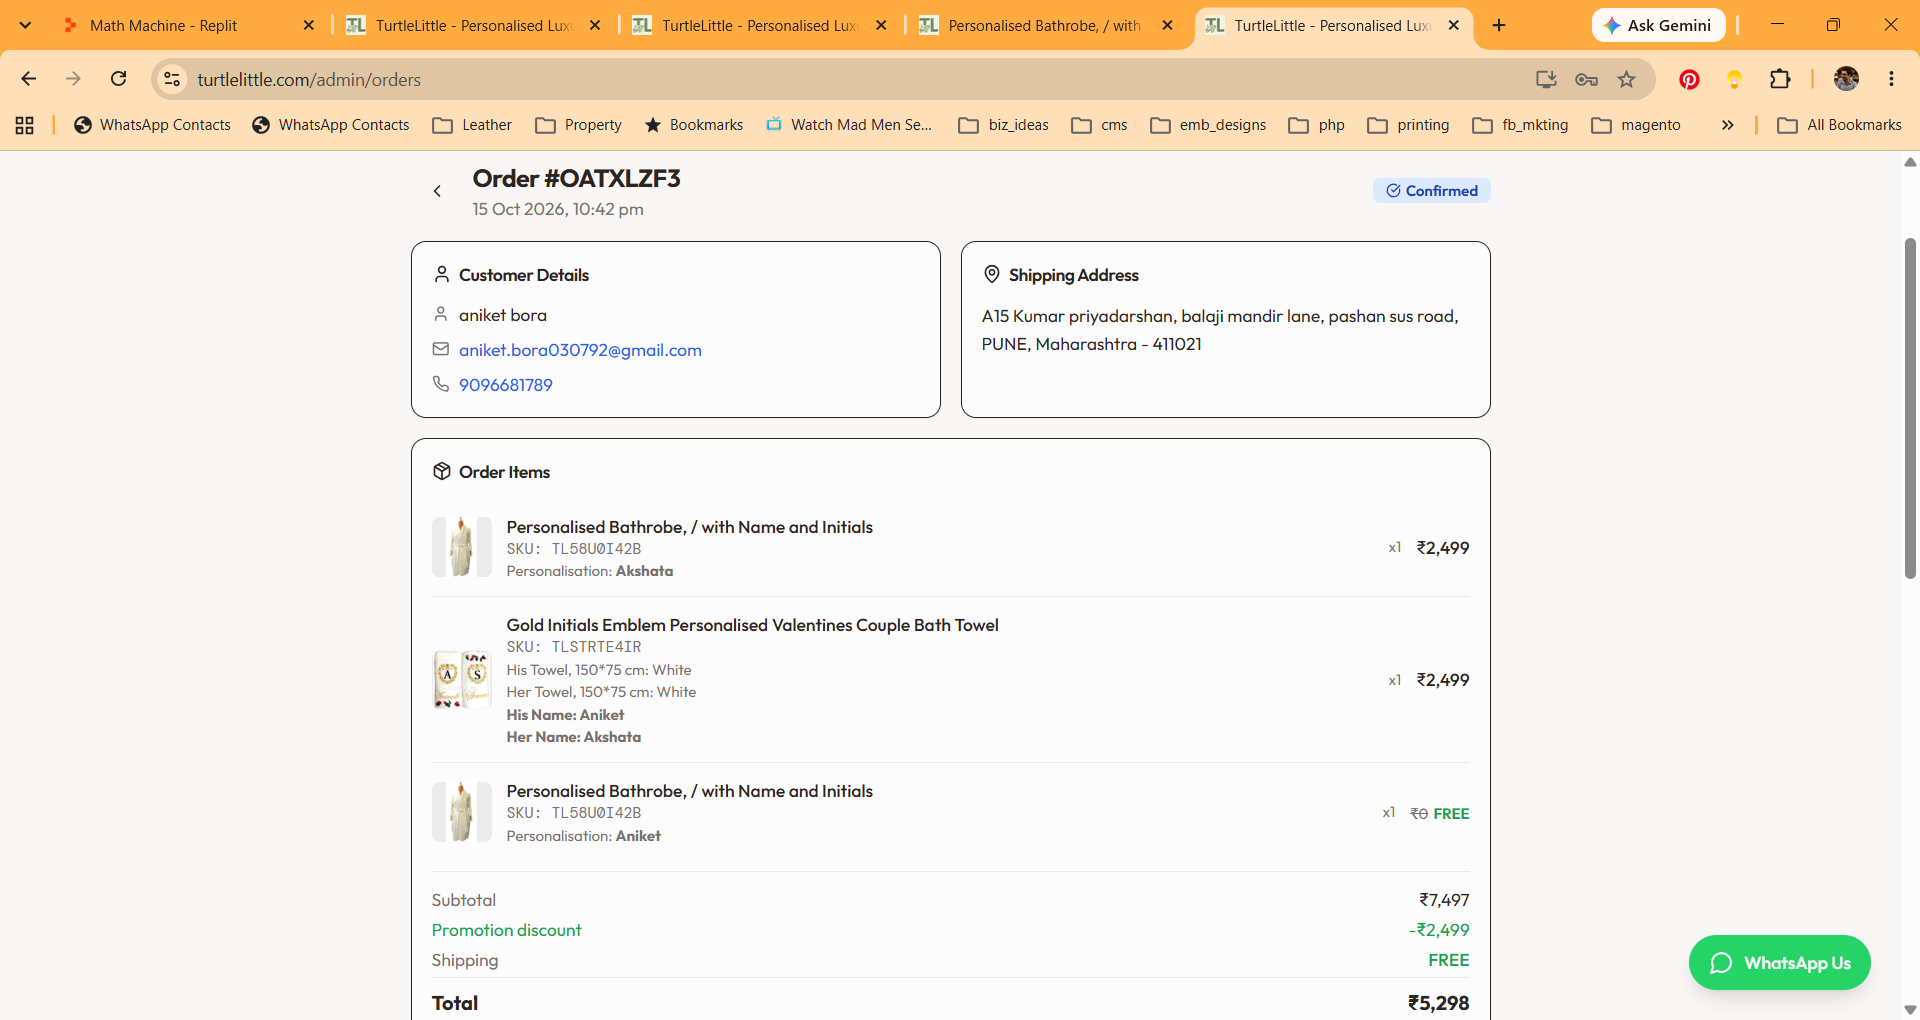 Math Machine - Replit
TurtleLittle - Personalised Lux
TurtleLittle - Personalised Lux
Personalised Bathrobe, / with
TurtleLittle - Personalised Lux
Ask Gemini
turtlelittle.com/admin/orders
WhatsApp Contacts
WhatsApp Contacts
Leather
Property
Bookmarks
Watch Mad Men Se...
biz_ideas
cms
emb_designs
php
printing
fb_mkting
magento
All Bookmarks
Order #OATXLZF3
15 Oct 2026, 10:42 pm
Confirmed
Customer Details
aniket bora
aniket.bora030792@gmail.com
9096681789
Shipping Address
A15 Kumar priyadarshan, balaji mandir lane, pashan sus road,
PUNE, Maharashtra - 411021
Order Items
Personalised Bathrobe, / with Name and Initials
SKU: TL58U0I42B
Personalisation: Akshata
x1 ₹2,499
Gold Initials Emblem Personalised Valentines Couple Bath Towel
SKU: TLSTRTE4IR
His Towel, 150*75 cm: White
Her Towel, 150*75 cm: White
His Name: Aniket
Her Name: Akshata
x1 ₹2,499
A S
Personalised Bathrobe, / with Name and Initials
SKU: TL58U0I42B
Personalisation: Aniket
x1 ₹0 FREE
Subtotal ₹7,497
Promotion discount -₹2,499
Shipping FREE
Total ₹5,298
WhatsApp Us